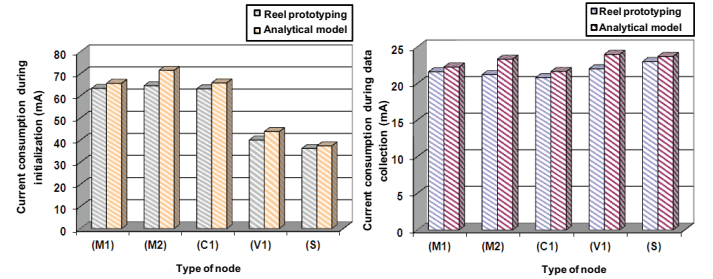 Reel prototyping
Analytical model
Current consumption during
initialization (mA)
80
70
60
50
40
30
20
10
0
(M1) (M2) (C1) (V1) (S)
Type of node
Reel prototyping
Analytical model
Current consumption during data
collection (mA)
25
20
15
10
5
0
(M1) (M2) (C1) (V1) (S)
Type of node